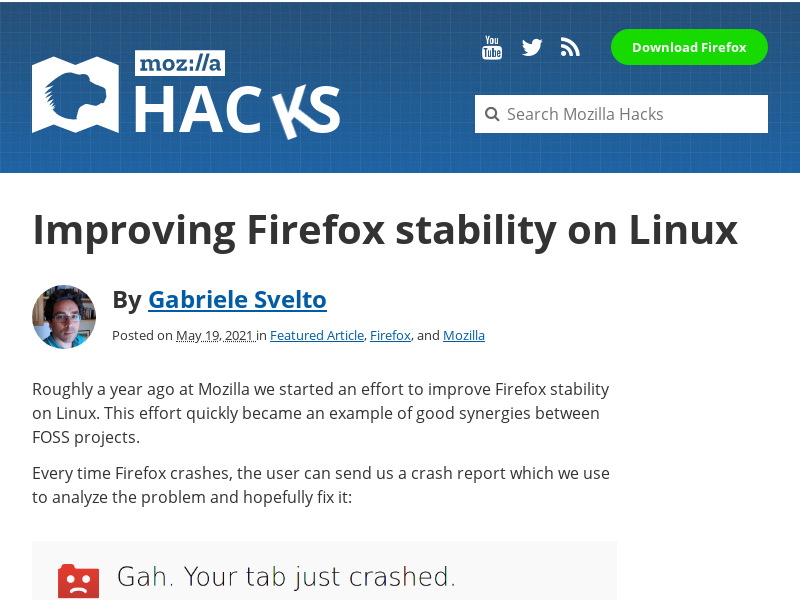 You
Tube
Download Firefox
moz://a
HACKS
Search Mozilla Hacks
Improving Firefox stability on Linux
By Gabriele Svelto
Posted on May 19, 2021 in Featured Article, Firefox, and Mozilla
Roughly a year ago at Mozilla we started an effort to improve Firefox stability
on Linux. This effort quickly became an example of good synergies between
FOSS projects.
Every time Firefox crashes, the user can send us a crash report which we use
to analyze the problem and hopefully fix it:
Gah. Your tab just crashed.